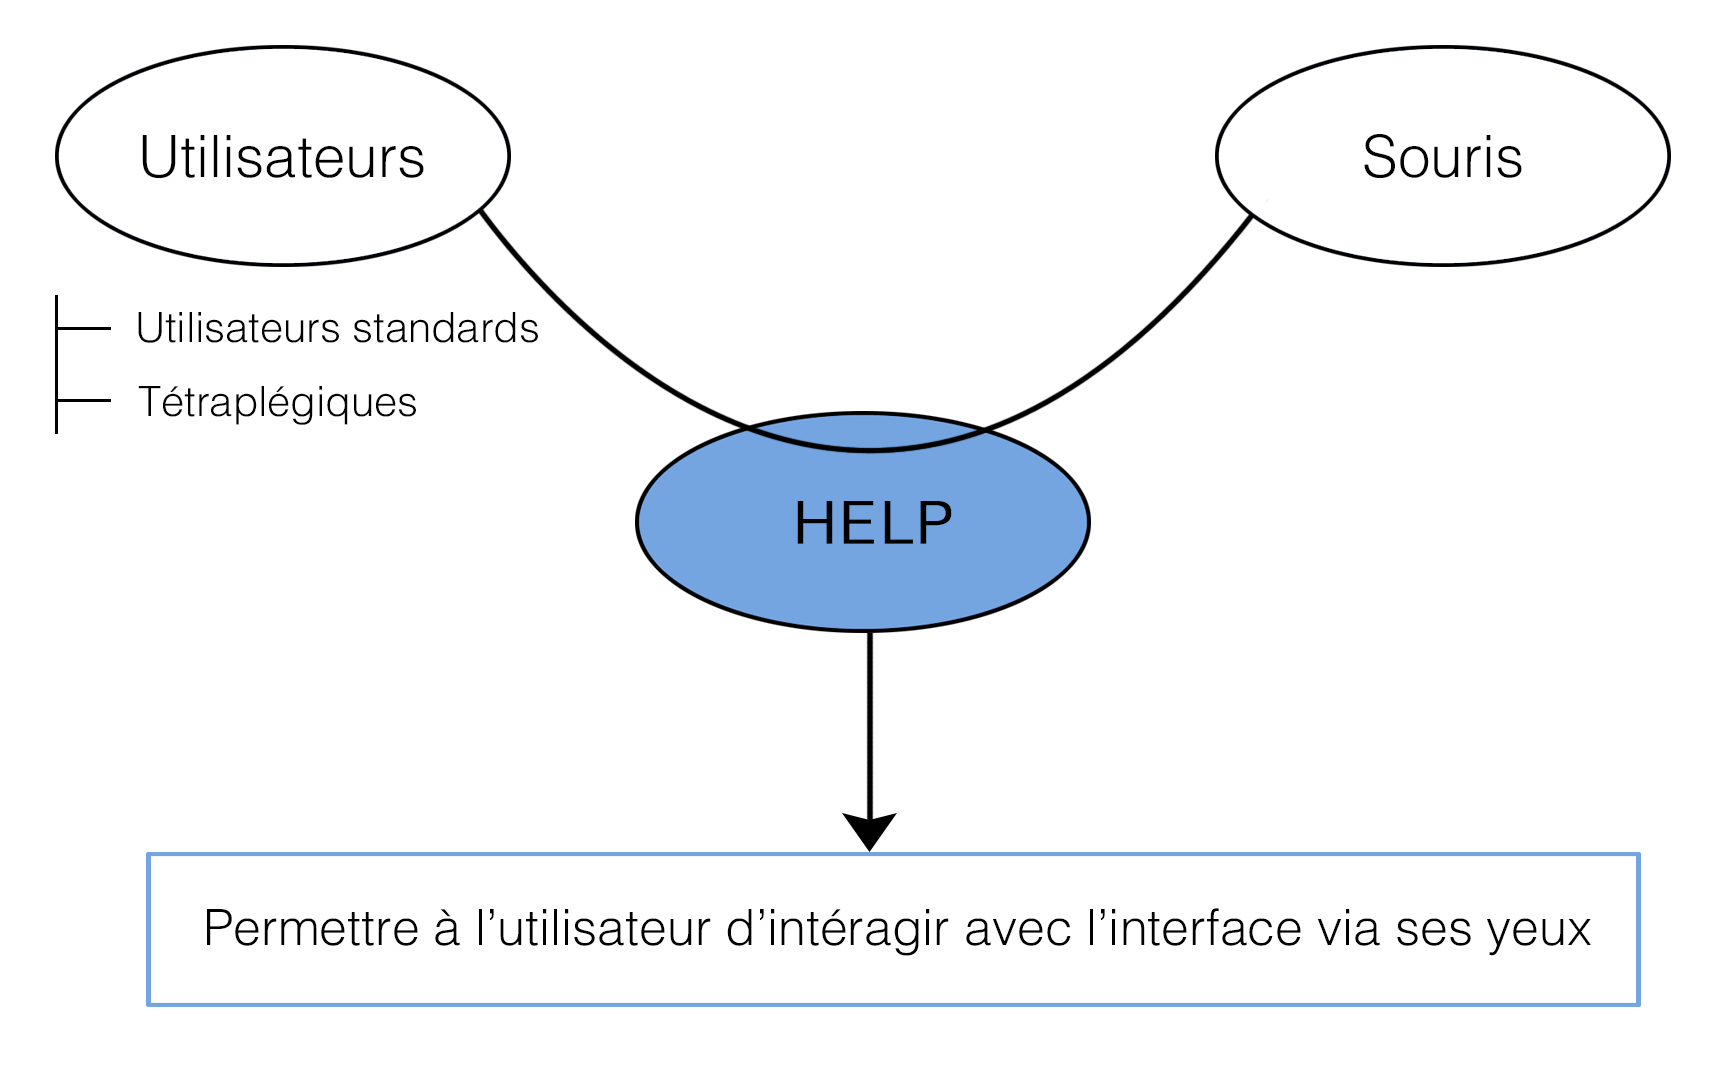 Utilisateurs
Souris
Utilisateurs standards
Tétraplégiques
HELP
Permettre à l’utilisateur d’intéragir avec l’interface via ses yeux